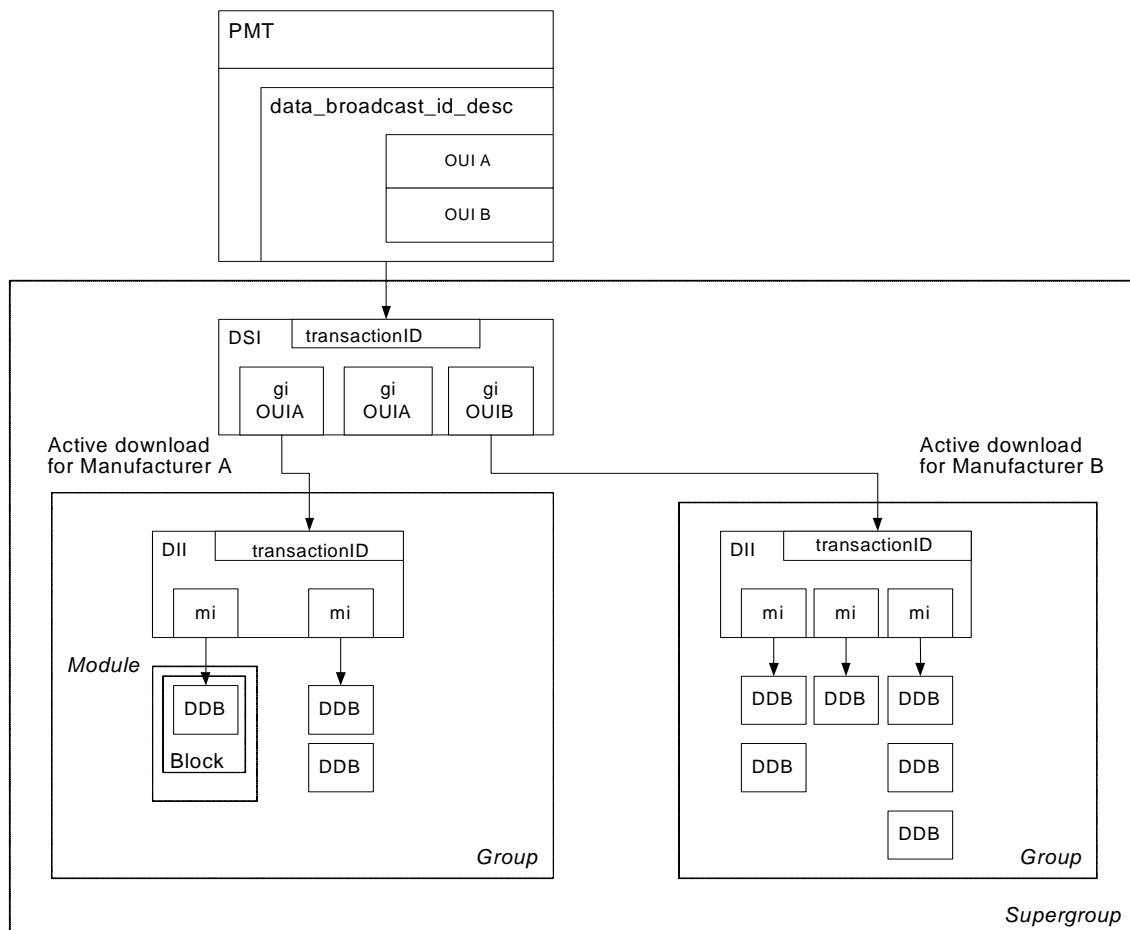 PMT
data_broadcast_id_desc
OUI A
OUI B
DSI
transactionID
gi
OUIA
gi
OUIA
gi
OUIB
Active download
for Manufacturer A
Active download
for Manufacturer B
DII
transactionID
mi
mi
Module
DDB
Block
DDB
DDB
Group
DII
transactionID
mi
mi
mi
DDB
DDB
DDB
DDB
DDB
DDB
Group
Supergroup